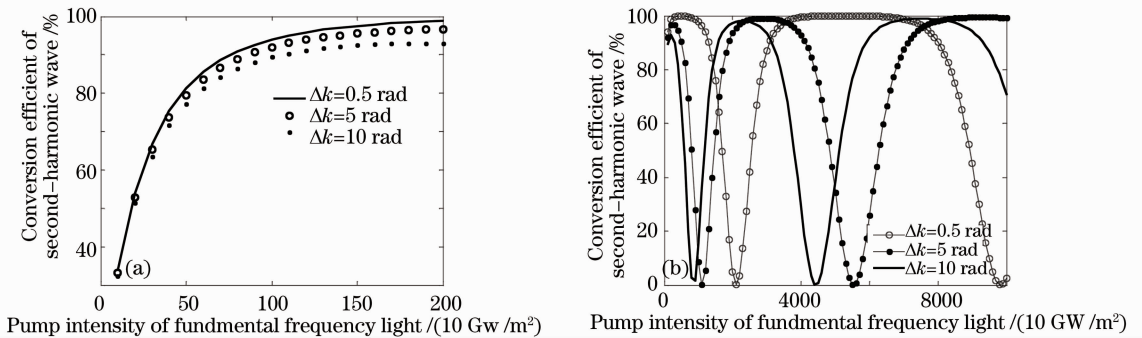 Conversion efficient of
second-harmonic wave /%
100
80
60
40
0
50
100
150
200
Δk=0.5 rad
Δk=5 rad
Δk=10 rad
(a)
Pump intensity of fundmental frequency light /(10 Gw /m²)
Conversion efficient of
second-harmonic wave /%
100
80
60
40
20
0
0
4000
8000
Δk=0.5 rad
Δk=5 rad
Δk=10 rad
(b)
Pump intensity of fundmental frequency light /(10 GW /m²)